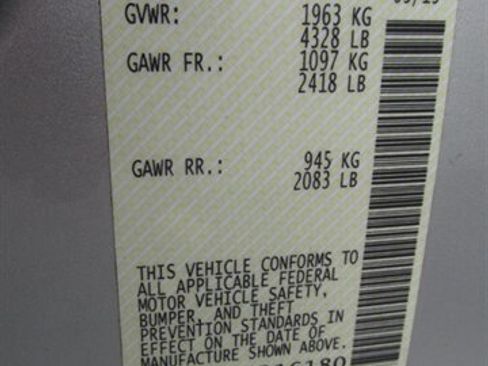 GVWR: 1963 KG
4328 LB
GAWR FR.: 1097 KG
2418 LB
GAWR RR.: 945 KG
2083 LB
THIS VEHICLE CONFORMS TO
ALL APPLICABLE FEDERAL
MOTOR VEHICLE SAFETY,
BUMPER, AND THEFT
PREVENTION STANDARDS IN
EFFECT ON THE DATE OF
MANUFACTURE SHOWN ABOVE.